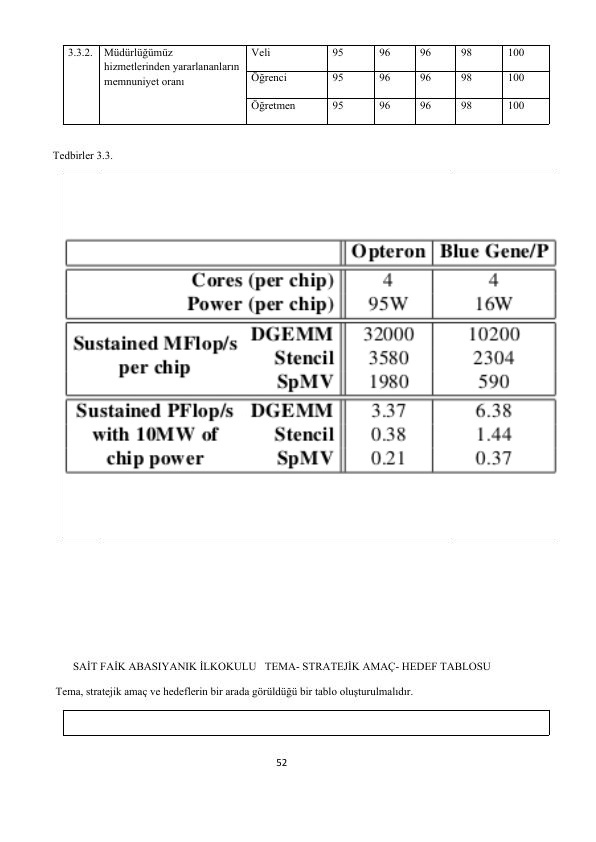 3.3.2. Müdürlüğümüz Veli 95 96 96 98 100
hizmetlerinden yararlananların
memnuniyet oranı
Öğrenci 95 96 96 98 100
Öğretmen 95 96 96 98 100
Tedbirler 3.3.
Opteron Blue Gene/P
Cores (per chip) 4 4
Power (per chip) 95W 16W
Sustained MFlop/s per chip DGEMM 32000 10200
Stencil 3580 2304
SpMV 1980 590
Sustained PFlop/s DGEMM 3.37 6.38
with 10MW of Stencil 0.38 1.44
chip power SpMV 0.21 0.37
SAİT FAİK ABASIYANIK İLKOKULU TEMA- STRATEJİK AMAÇ- HEDEF TABLOSU
Tema, stratejik amaç ve hedeflerin bir arada görüldüğü bir tablo oluşturulmalıdır.
52